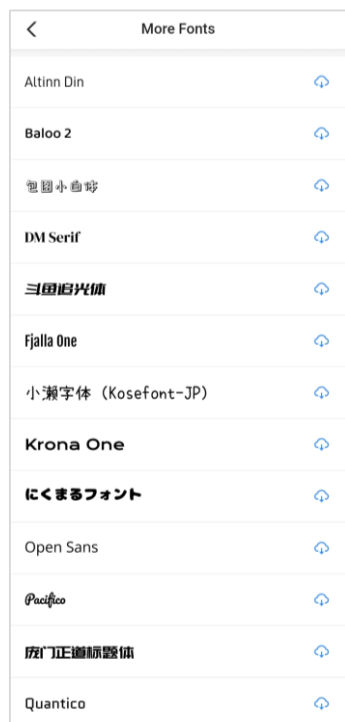 More Fonts
Altinn Din
Baloo 2
包图小白体
DM Serif
斗鱼追光体
Fjalla One
小濑字体（Kosefont-JP）
Krona One
にくまるフォント
Open Sans
Pacifico
庞门正道标题体
Quantico